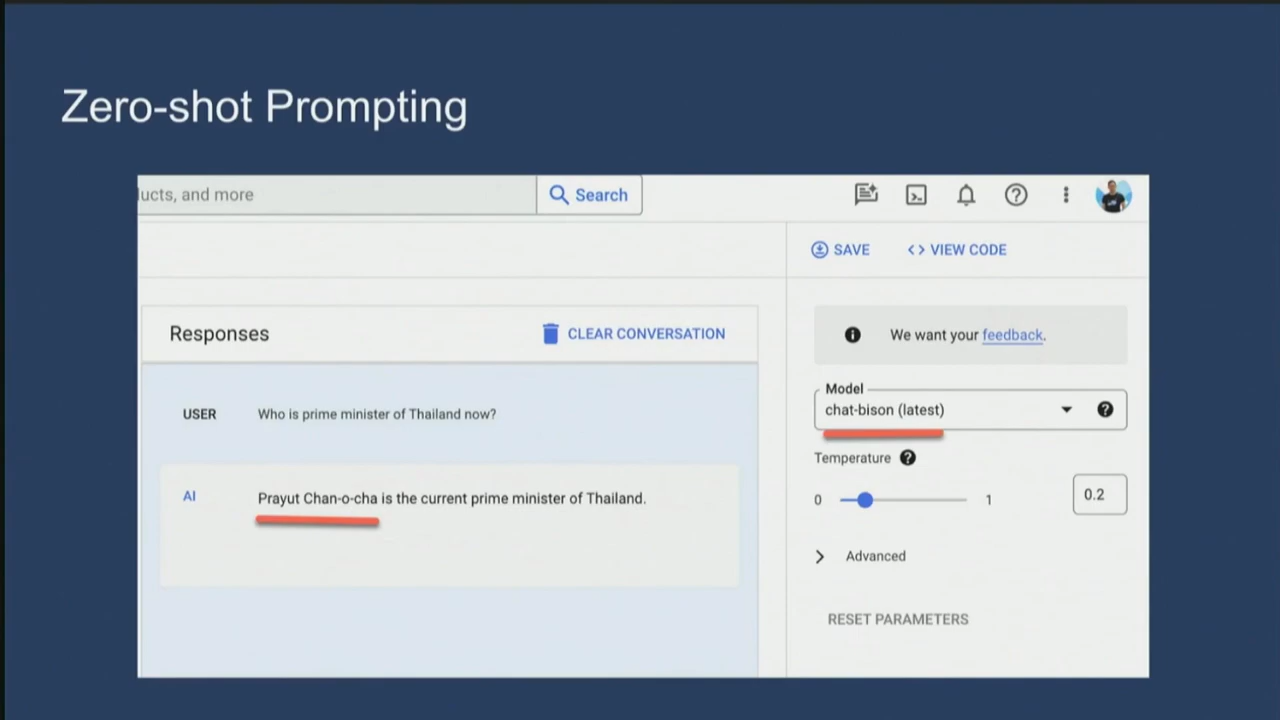 Zero-shot Prompting
ucts, and more
Search
SAVE
VIEW CODE
Responses
CLEAR CONVERSATION
We want your feedback.
Model
chat-bison (latest)
USER Who is prime minister of Thailand now?
Temperature
AI Prayut Chan-o-cha is the current prime minister of Thailand.
0 1 0.2
Advanced
RESET PARAMETERS